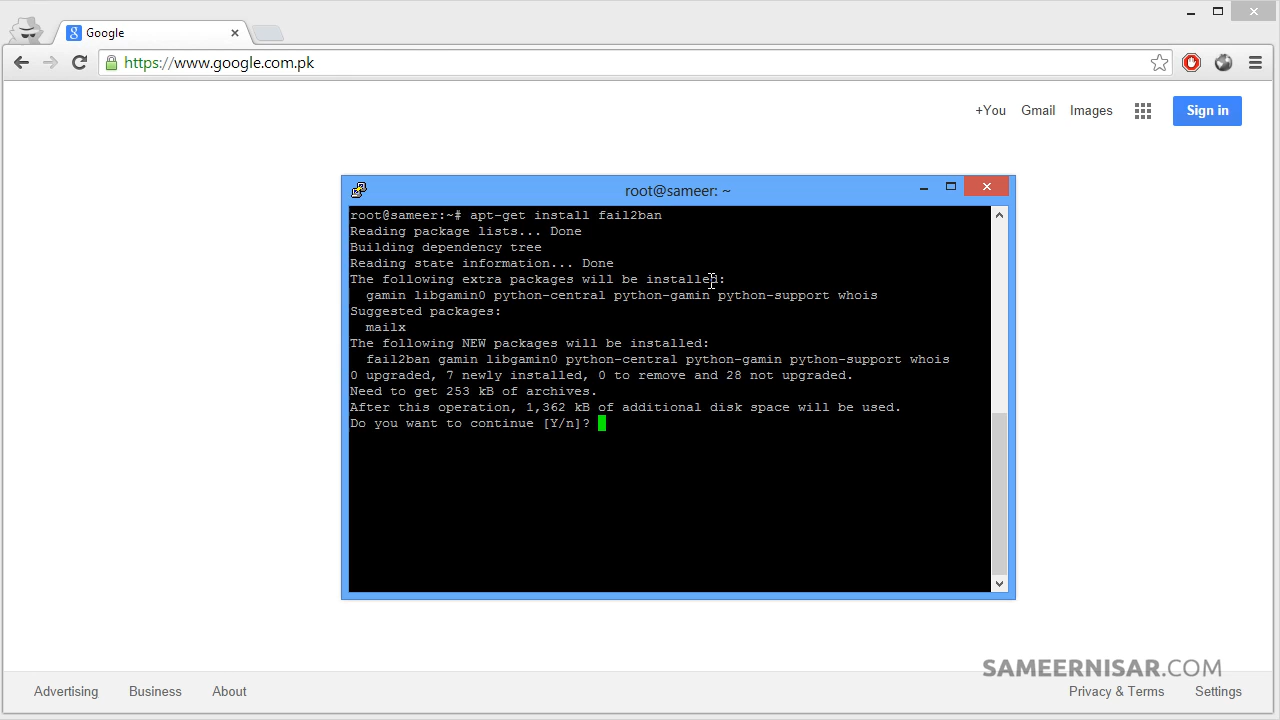 Google
https://www.google.com.pk
+You Gmail Images Sign in
root@sameer: ~
root@sameer:~# apt-get install fail2ban
Reading package lists... Done
Building dependency tree
Reading state information... Done
The following extra packages will be installed:
gamin libgamin0 python-central python-gamin python-support whois
Suggested packages:
mailx
The following NEW packages will be installed:
fail2ban gamin libgamin0 python-central python-gamin python-support whois
0 upgraded, 7 newly installed, 0 to remove and 28 not upgraded.
Need to get 253 kB of archives.
After this operation, 1,362 kB of additional disk space will be used.
Do you want to continue [Y/n]?
SAMEERNISAR.COM
Advertising Business About Privacy & Terms Settings